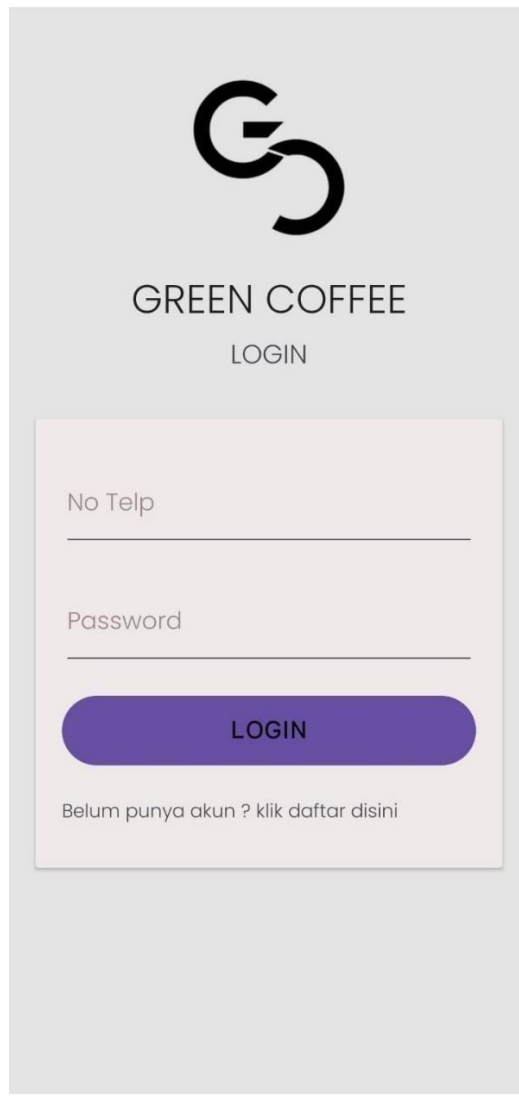 GREEN COFFEE
LOGIN
No Telp
Password
LOGIN
Belum punya akun ? klik daftar disini